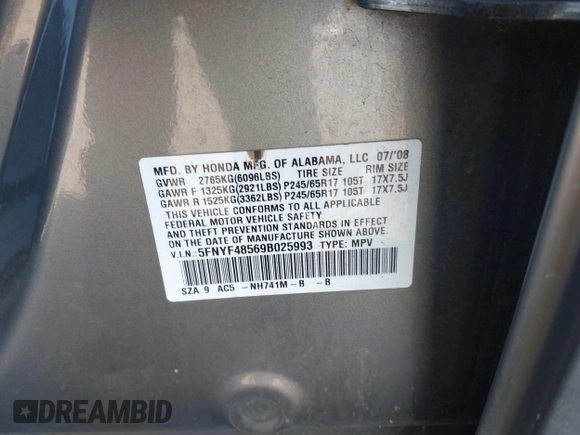 MFD. BY HONDA MFG. OF ALABAMA, LLC 07/'08
GVWR 2765KG(6096LBS) TIRE SIZE RIM SIZE
GAWR F 1325KG(2921LBS) P245/65R17 105T 17X7.5J
GAWR R 1525KG(3362LBS) P245/65R17 105T 17X7.5J
THIS VEHICLE CONFORMS TO ALL APPLICABLE
FEDERAL MOTOR VEHICLE SAFETY
AND THEFT PREVENTION STANDARDS IN EFFECT
ON THE DATE OF MANUFACTURE SHOWN ABOVE.
V.I.N.: 5FNYF48569B025993 TYPE: MPV
SZA 9 AC5 -NH741M-B -B
DREAMBID